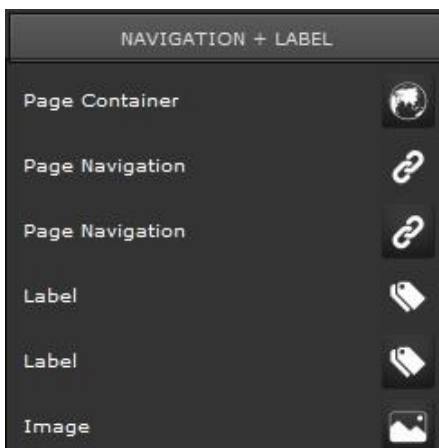 NAVIGATION + LABEL
Page Container
Page Navigation
Page Navigation
Label
Label
Image